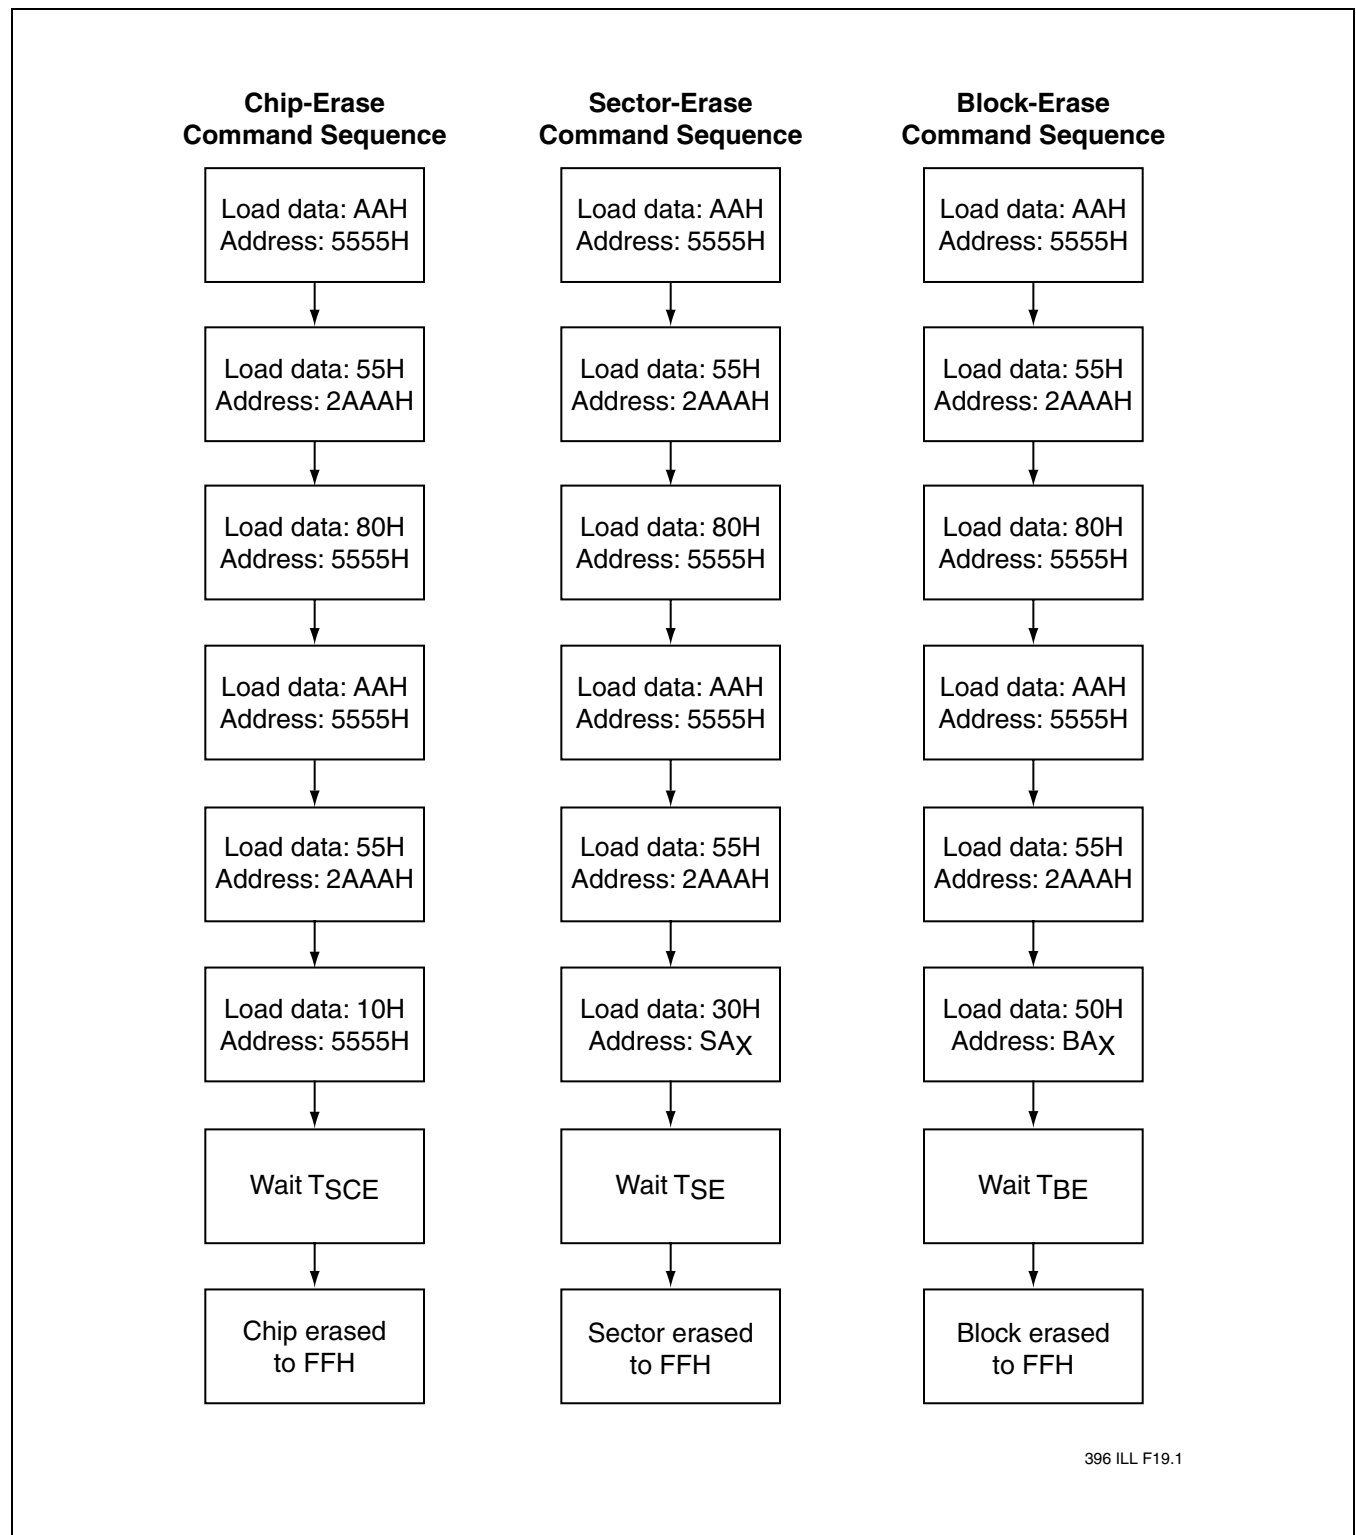 Chip-Erase
Command Sequence
Load data: AAH
Address: 5555H
Load data: 55H
Address: 2AAAH
Load data: 80H
Address: 5555H
Load data: AAH
Address: 5555H
Load data: 55H
Address: 2AAAH
Load data: 10H
Address: 5555H
Wait TSCE
Chip erased
to FFH
Sector-Erase
Command Sequence
Load data: AAH
Address: 5555H
Load data: 55H
Address: 2AAAH
Load data: 80H
Address: 5555H
Load data: AAH
Address: 5555H
Load data: 55H
Address: 2AAAH
Load data: 30H
Address: SAX
Wait TSE
Sector erased
to FFH
Block-Erase
Command Sequence
Load data: AAH
Address: 5555H
Load data: 55H
Address: 2AAAH
Load data: 80H
Address: 5555H
Load data: AAH
Address: 5555H
Load data: 55H
Address: 2AAAH
Load data: 50H
Address: BAX
Wait TBE
Block erased
to FFH
396 ILL F19.1